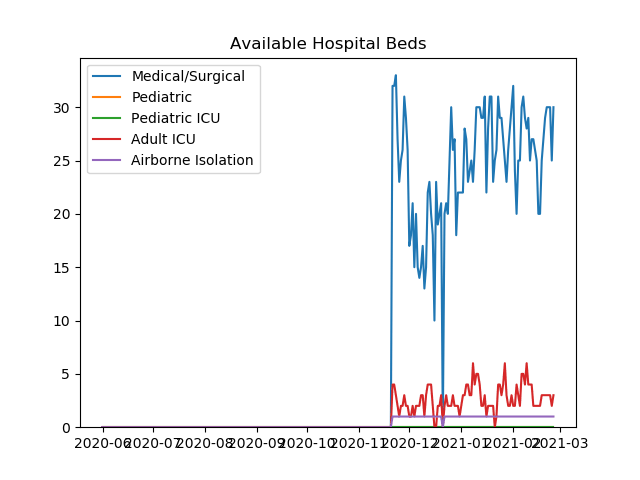 Available Hospital Beds
Medical/Surgical
Pediatric
Pediatric ICU
Adult ICU
Airborne Isolation
30
25
20
15
10
5
0
2020-06 2020-07 2020-08 2020-09 2020-10 2020-11 2020-12 2021-01 2021-02 2021-03